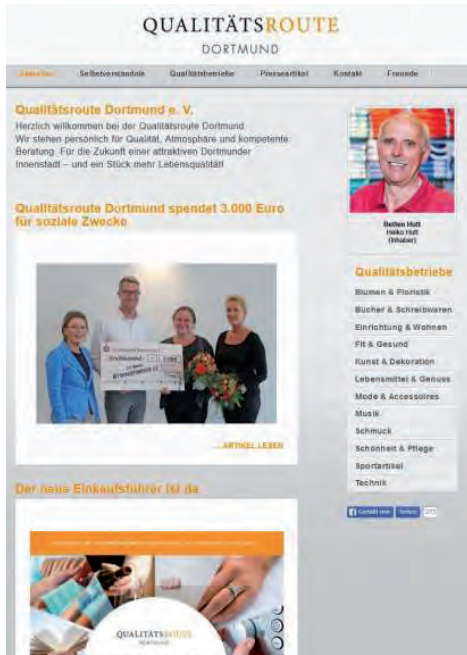 QUALITÄTSROUTE
DORTMUND
Aktuelles Selbstverständnis Qualitätsbetriebe Presseartikel Kontakt Freunde
Qualitätsroute Dortmund e. V.
Herzlich willkommen bei der Qualitätsroute Dortmund.
Wir stehen persönlich für Qualität, Atmosphäre und kompetente
Beratung. Für die Zukunft einer attraktiven Dortmunder
Innenstadt – und ein Stück mehr Lebensqualität!
Qualitätsroute Dortmund spendet 3.000 Euro
für soziale Zwecke
... ARTIKEL LESEN
Der neue Einkaufsführer ist da
QUALITÄTSROUTE
DORTMUND
Heiko Hutt
(Inhaber)
Qualitätsbetriebe
Blumen & Floristik
Bücher & Schreibwaren
Einrichtung & Wohnen
Fit & Gesund
Kunst & Dekoration
Lebensmittel & Genuss
Mode & Accessoires
Musik
Schmuck
Schönheit & Pflege
Sportartikel
Technik
Gefällt mir Teilen